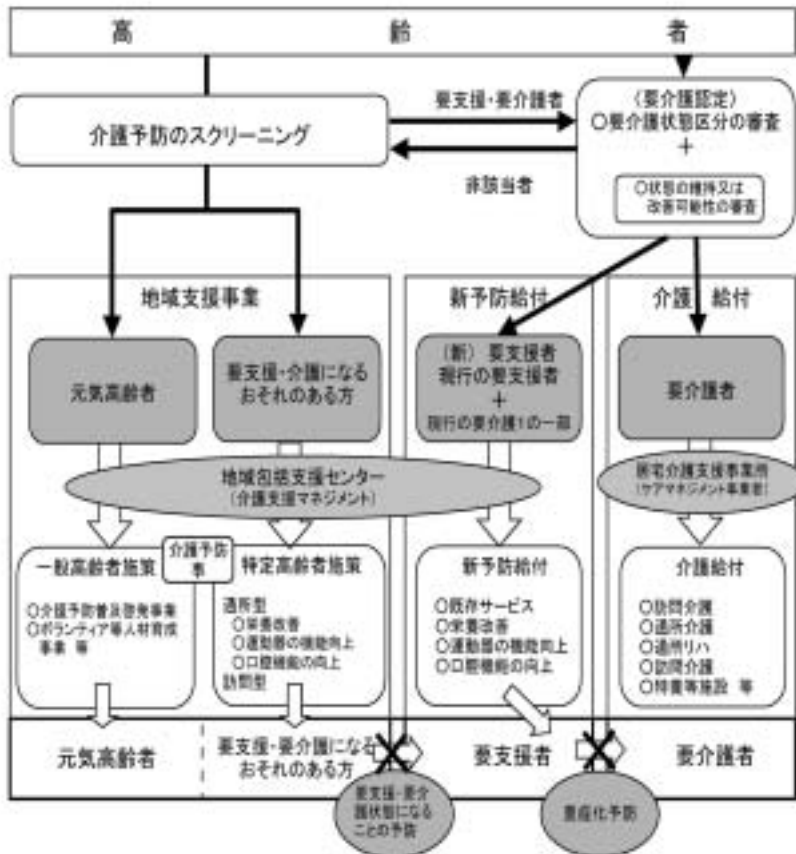 高 齢 者
介護予防のスクリーニング
要支援・要介護者
非該当者
(要介護認定)
○要介護状態区分の審査
+
○状態の維持又は
改善可能性の審査
地域支援事業
新予防給付
介護 給付
元気高齢者
要支援・介護になる
おそれのある方
(新) 要支援者
現行の要支援者
+
現行の要介護1の一部
要介護者
地域包括支援センター
(介護支援マネジメント)
居宅介護支援事業所
(ケアマネジメント事業者)
一般高齢者施策
○介護予防普及啓発事業
○ボランティア等人材育成
事業 等
介護予防
事
特定高齢者施策
通所型
○栄養改善
○運動器の機能向上
○口腔機能の向上
訪問型
新予防給付
○既存サービス
○栄養改善
○運動器の機能向上
○口腔機能の向上
介護給付
○訪問介護
○通所介護
○通所リハ
○訪問介護
○特養等施設 等
元気高齢者
要支援・要介護になる
おそれのある方
要支援者
要介護者
要支援・要介
護状態になる
ことの予防
重症化予防